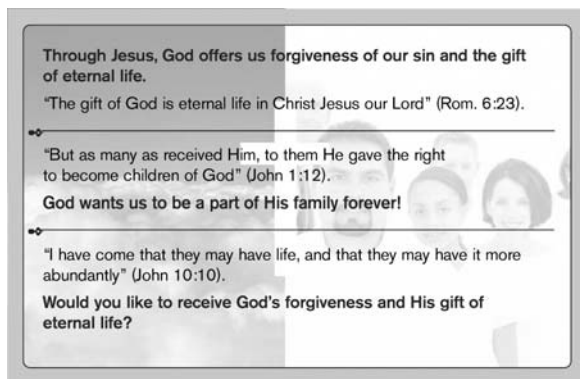 Through Jesus, God offers us forgiveness of our sin and the gift
of eternal life.
“The gift of God is eternal life in Christ Jesus our Lord” (Rom. 6:23).
“But as many as received Him, to them He gave the right
to become children of God” (John 1:12).
God wants us to be a part of His family forever!
“I have come that they may have life, and that they may have it more
abundantly” (John 10:10).
Would you like to receive God’s forgiveness and His gift of
eternal life?